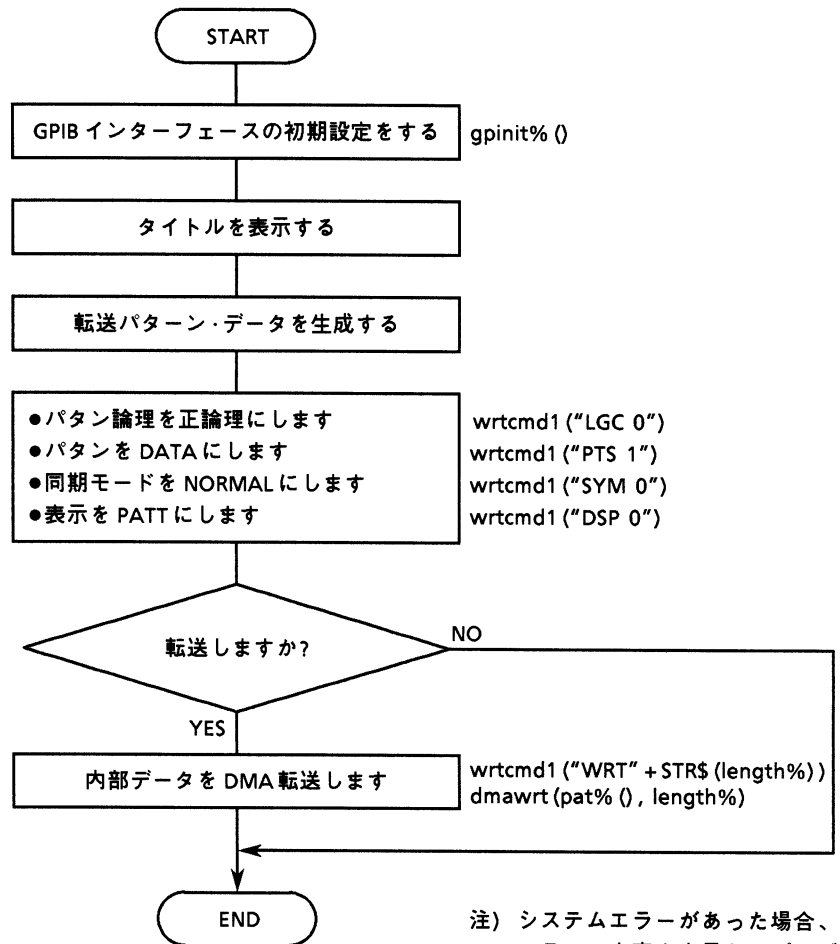 START
GPIB インターフェースの初期設定をする gpinit% ()
タイトルを表示する
転送パターン・データを生成する
●パタン論理を正論理にします wrtcmd1 ("LGC 0")
●パタンを DATA にします wrtcmd1 ("PTS 1")
●同期モードを NORMAL にします wrtcmd1 ("SYM 0")
●表示を PATT にします wrtcmd1 ("DSP 0")
転送しますか?
NO
YES
内部データを DMA 転送します wrtcmd1 ("WRT" + STR$ (length%))
dmawrt (pat% () , length%)
END
注) システムエラーがあった場合、